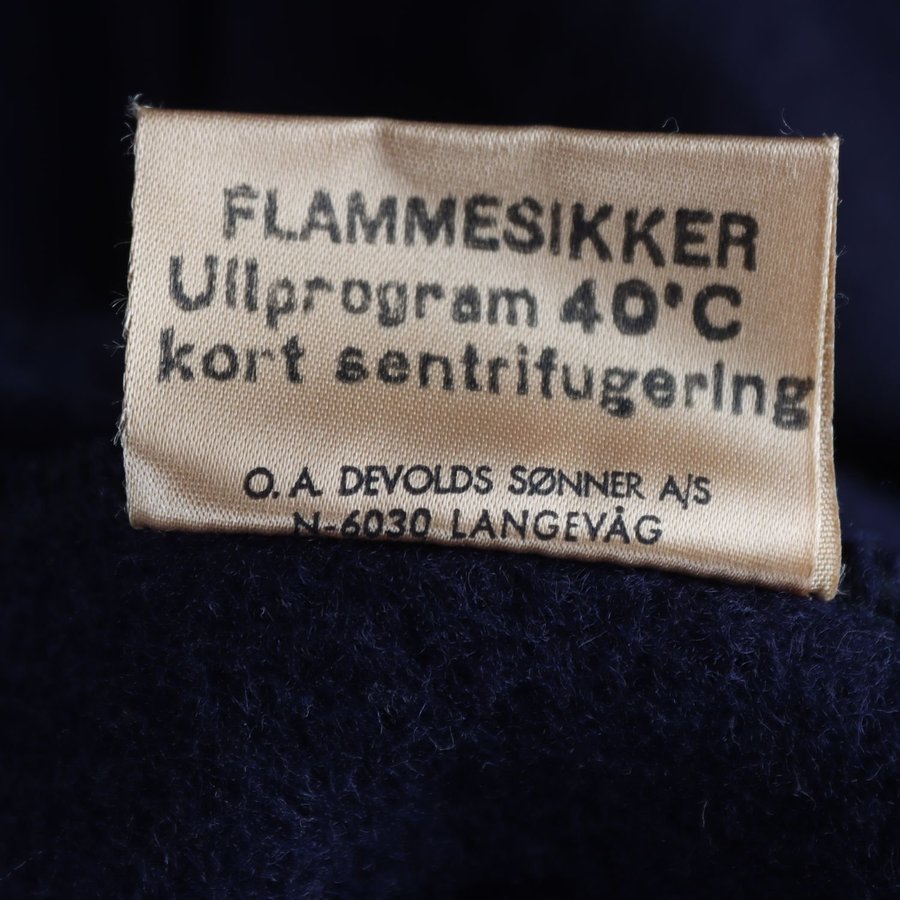 FLAMMESIKKER
Ullprogram 40°C
kort sentrifugering
O. A. DEVOLDS SØNNER A/S
N-6030 LANGEVÅG